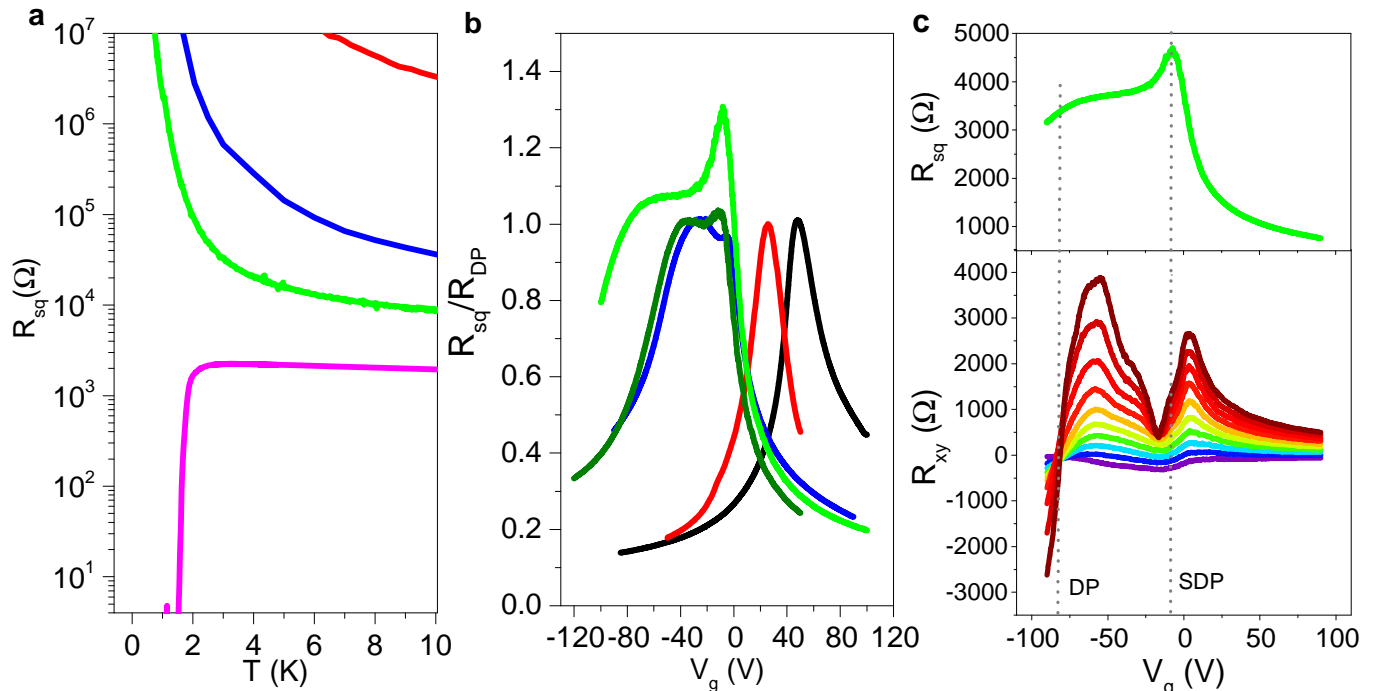 a
R_sq(Ω)
10^7
10^6
10^5
10^4
10^3
10^2
10^1
0 2 4 6 8 10
T (K)
b
R_sq/R_DP
1.4
1.2
1.0
0.8
0.6
0.4
0.2
0.0
-120 -80 -40 0 40 80 120
V_g (V)
c
R_sq (Ω)
5000
4000
3000
2000
1000
R_xy (Ω)
4000
3000
2000
1000
0
-1000
-2000
-3000
DP
SDP
-100 -50 0 50 100
V_g (V)